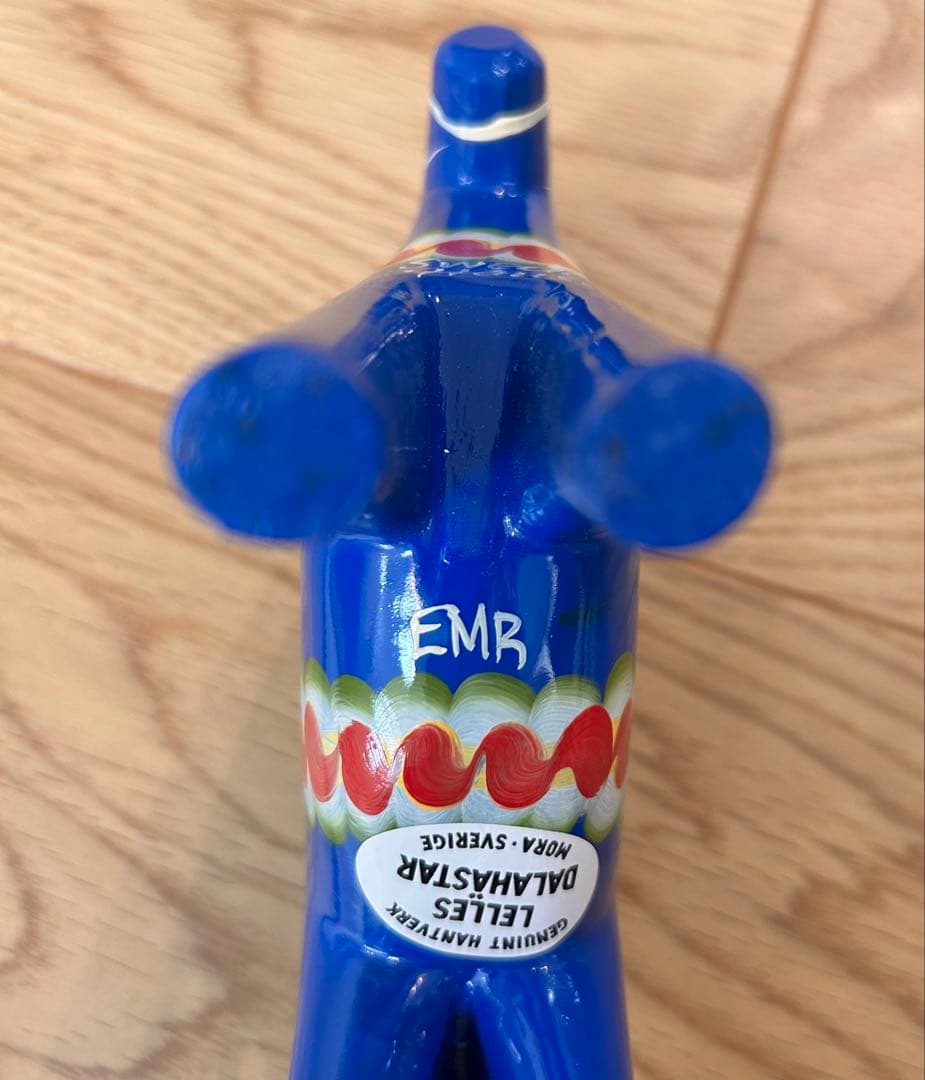 EMR
GENUINT HANTVERK
LELLES
DALAHÄSTAR
MORA · SVERIGE